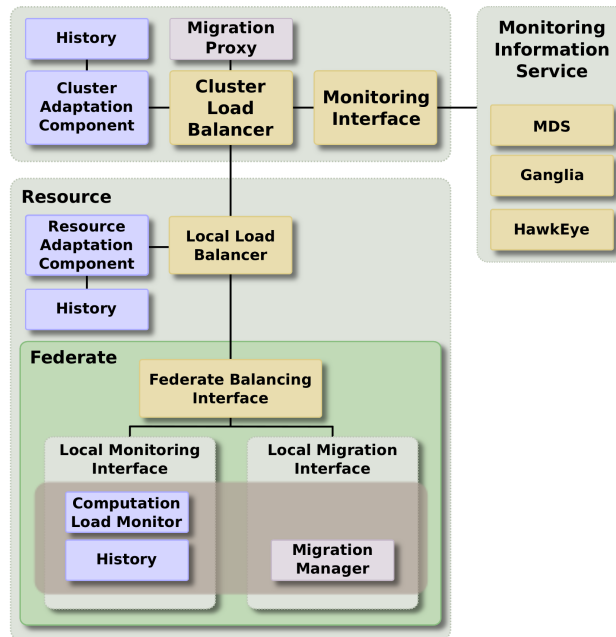 History
Migration
Proxy
Cluster
Adaptation
Component
Cluster
Load
Balancer
Monitoring
Interface
Monitoring
Information
Service
MDS
Ganglia
HawkEye
Resource
Resource
Adaptation
Component
Local Load
Balancer
History
Federate
Federate Balancing
Interface
Local Monitoring
Interface
Local Migration
Interface
Computation
Load Monitor
History
Migration
Manager